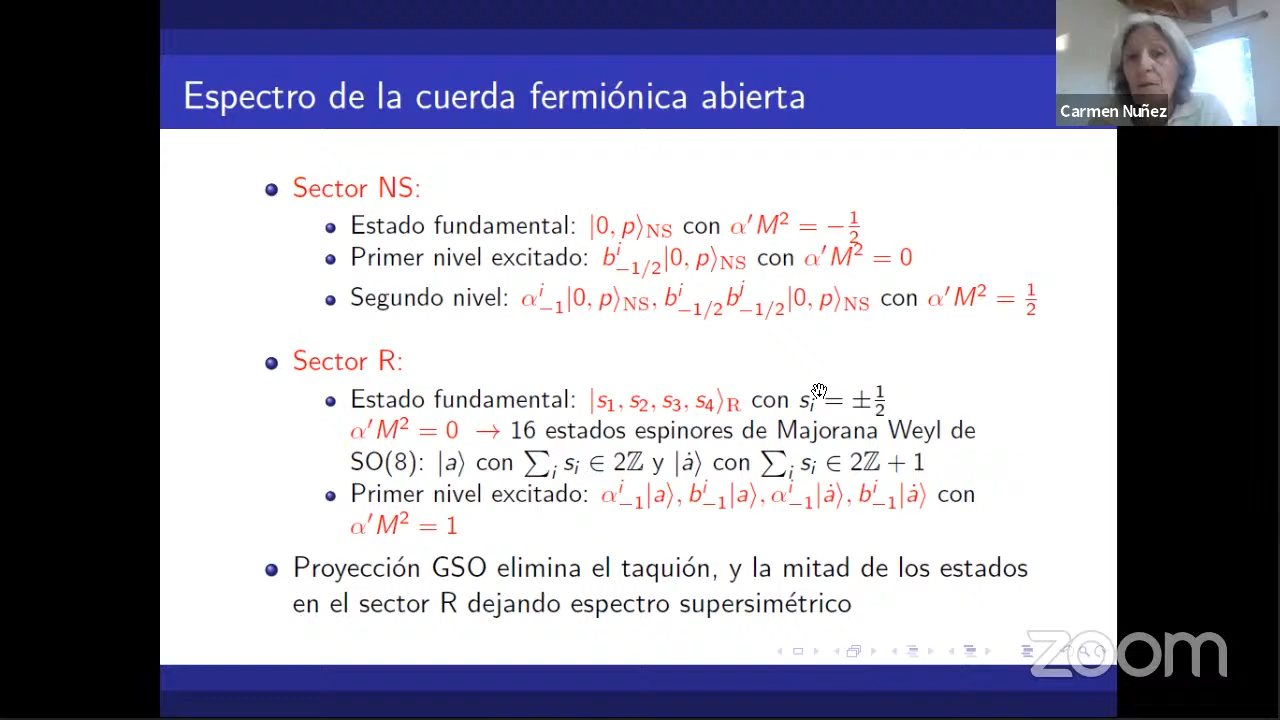 Espectro de la cuerda fermiónica abierta
Carmen Nuñez
Sector NS:
Estado fundamental: |0, p⟩_NS con α′M² = −1/2
Primer nivel excitado: b^i_{−1/2}|0, p⟩_NS con α′M² = 0
Segundo nivel: α^i_{−1}|0, p⟩_NS, b^i_{−1/2}b^j_{−1/2}|0, p⟩_NS con α′M² = 1/2
Sector R:
Estado fundamental: |s₁, s₂, s₃, s₄⟩_R con s_i = ±1/2
α′M² = 0 → 16 estados espinores de Majorana Weyl de
SO(8): |a⟩ con ∑_i s_i ∈ 2ℤ y |ȧ⟩ con ∑_i s_i ∈ 2ℤ + 1
Primer nivel excitado: α^i_{−1}|a⟩, b^i_{−1}|a⟩, α^i_{−1}|ȧ⟩, b^i_{−1}|ȧ⟩ con
α′M² = 1
Proyección GSO elimina el taquión, y la mitad de los estados
en el sector R dejando espectro supersimétrico
zoom